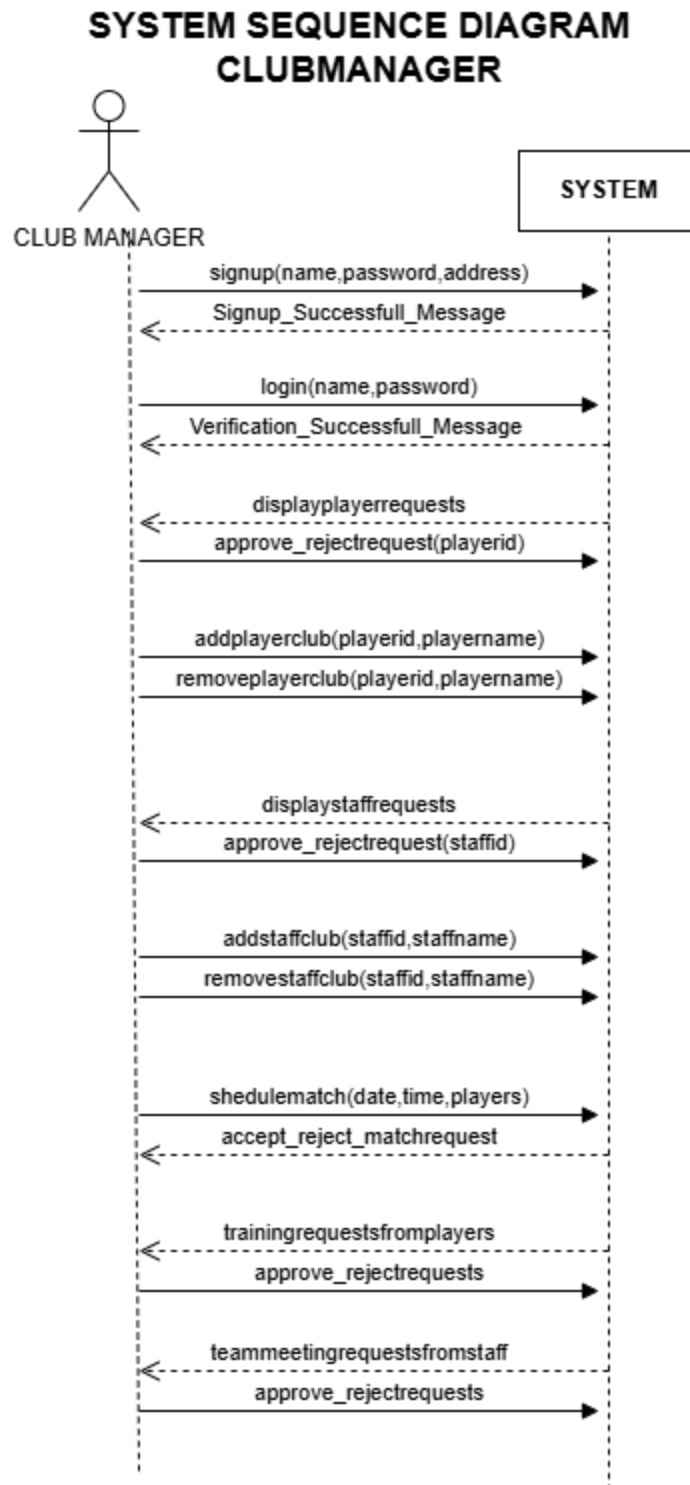 SYSTEM SEQUENCE DIAGRAM
CLUBMANAGER
SYSTEM
CLUB MANAGER
signup(name,password,address)
Signup_Successfull_Message
login(name,password)
Verification_Successfull_Message
displayplayerrequests
approve_rejectrequest(playerid)
addplayerclub(playerid,playername)
removeplayerclub(playerid,playername)
displaystaffrequests
approve_rejectrequest(staffid)
addstaffclub(staffid,staffname)
removestaffclub(staffid,staffname)
shedulematch(date,time,players)
accept_reject_matchrequest
trainingrequestsfromplayers
approve_rejectrequests
teammeetingrequestsfromstaff
approve_rejectrequests